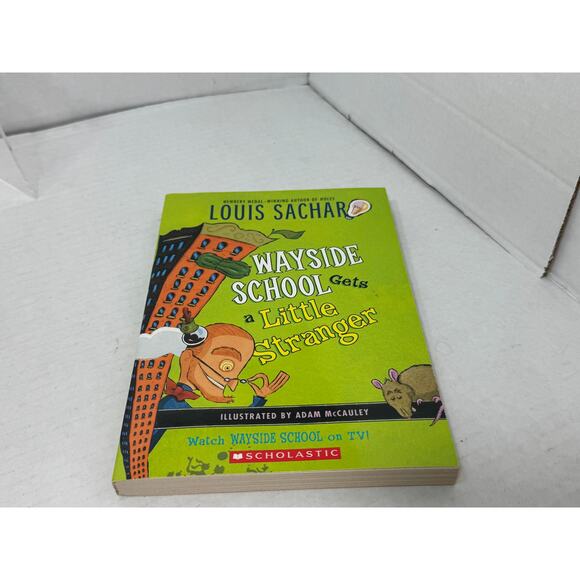 NEWBERY MEDAL-WINNING AUTHOR OF HOLES
LOUIS SACHAR
WAYSIDE
SCHOOL Gets
a Little
Stranger
ILLUSTRATED BY ADAM McCAULEY
Watch WAYSIDE SCHOOL on TV!
SCHOLASTIC